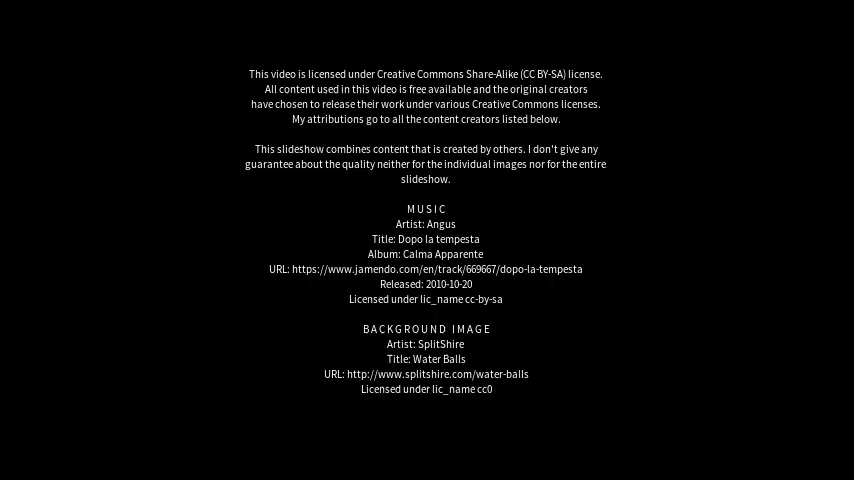 This video is licensed under Creative Commons Share-Alike (CC BY-SA) license.
All content used in this video is free available and the original creators
have chosen to release their work under various Creative Commons licenses.
My attributions go to all the content creators listed below.
This slideshow combines content that is created by others. I don't give any
guarantee about the quality neither for the individual images nor for the entire
slideshow.
MUSIC
Artist: Angus
Title: Dopo la tempesta
Album: Calma Apparente
URL: https://www.jamendo.com/en/track/669667/dopo-la-tempesta
Released: 2010-10-20
Licensed under lic_name cc-by-sa
BACKGROUND IMAGE
Artist: SplitShire
Title: Water Balls
URL: http://www.splitshire.com/water-balls
Licensed under lic_name cc0